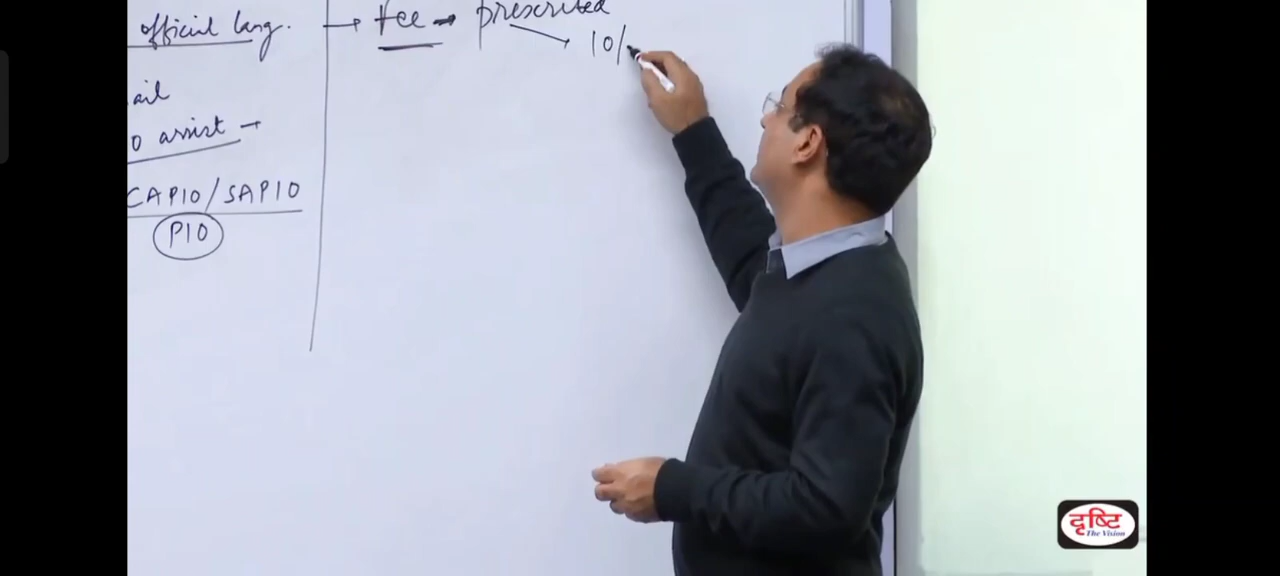 official lang.
→ fee → prescribed
→ 10/
ail
o assist →
CAPIO/SAPIO
PIO
दृष्टि
The Vision